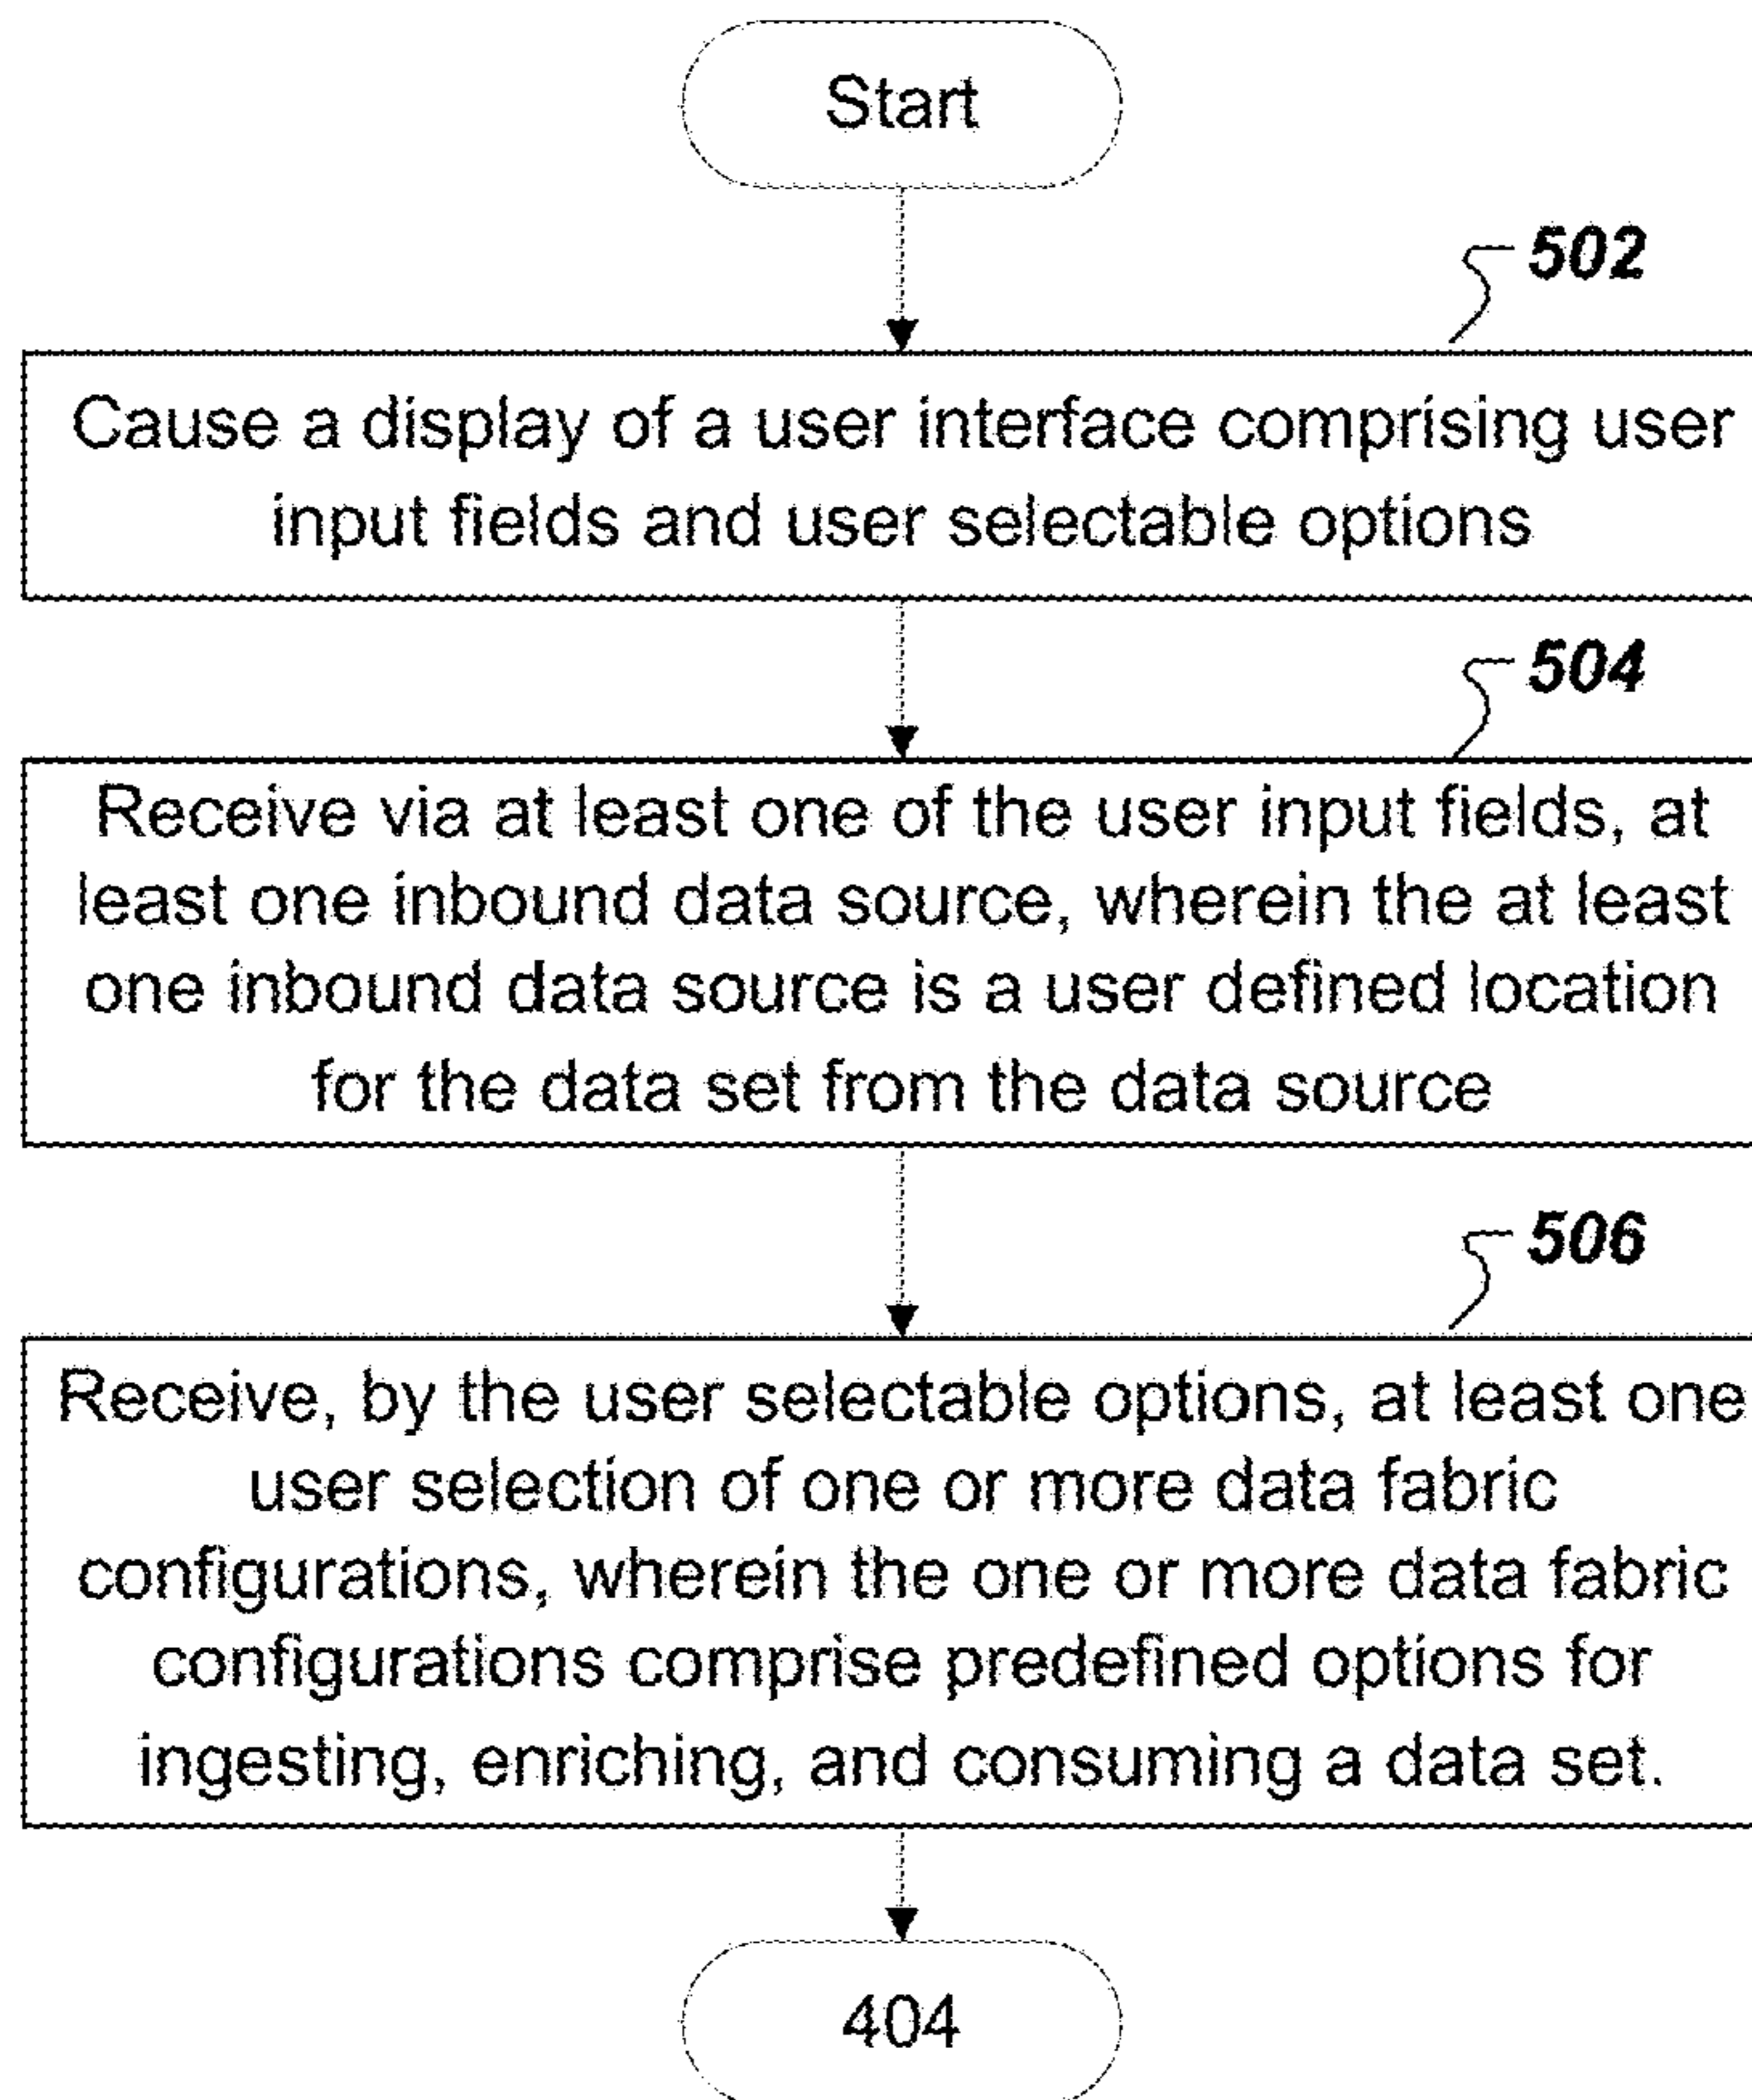 Start
502
Cause a display of a user interface comprising user
input fields and user selectable options
504
Receive via at least one of the user input fields, at
least one inbound data source, wherein the at least
one inbound data source is a user defined location
for the data set from the data source
506
Receive, by the user selectable options, at least one
user selection of one or more data fabric
configurations, wherein the one or more data fabric
configurations comprise predefined options for
ingesting, enriching, and consuming a data set.
404